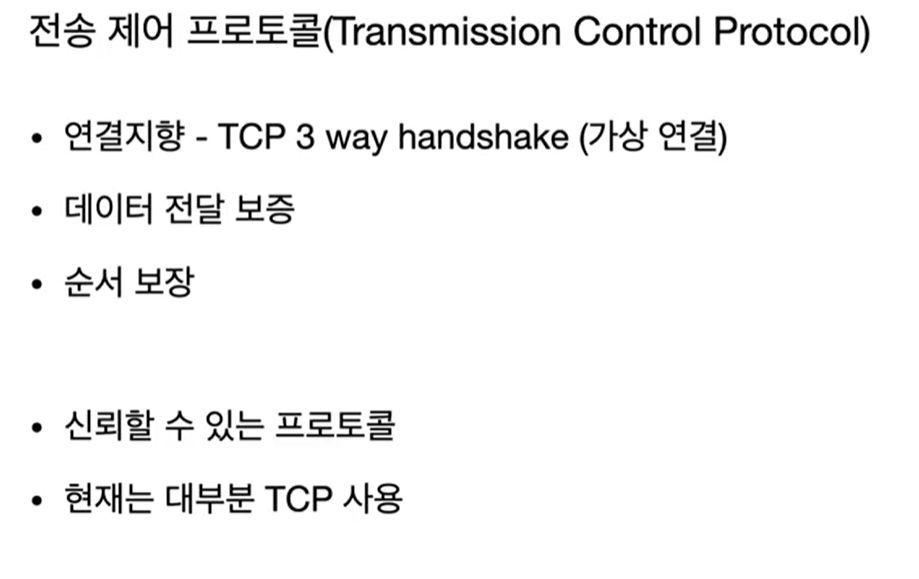 전송 제어 프로토콜(Transmission Control Protocol)
• 연결지향 - TCP 3 way handshake (가상 연결)
• 데이터 전달 보증
• 순서 보장
• 신뢰할 수 있는 프로토콜
• 현재는 대부분 TCP 사용